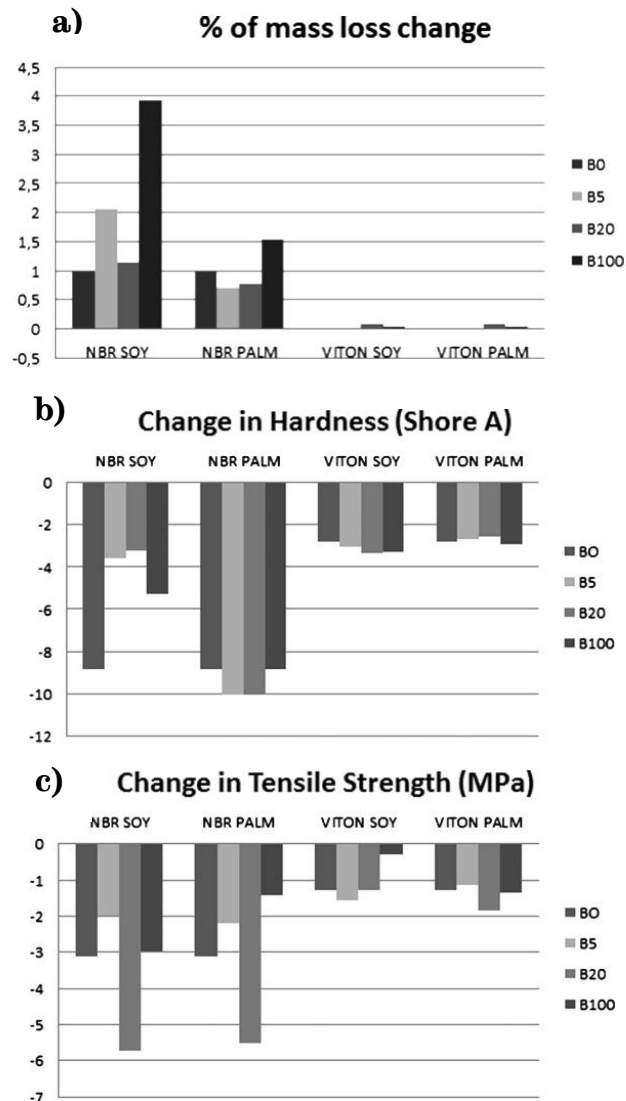 a)
% of mass loss change
4,5
4
3,5
3
2,5
2
1,5
1
0,5
0
-0,5
NBR SOY NBR PALM VITON SOY VITON PALM
B0
B5
B20
B100
b)
Change in Hardness (Shore A)
NBR SOY NBR PALM VITON SOY VITON PALM
0
-2
-4
-6
-8
-10
-12
BO
B5
B20
B100
c)
Change in Tensile Strength (MPa)
NBR SOY NBR PALM VITON SOY VITON PALM
0
-1
-2
-3
-4
-5
-6
-7
BO
B5
B20
B100